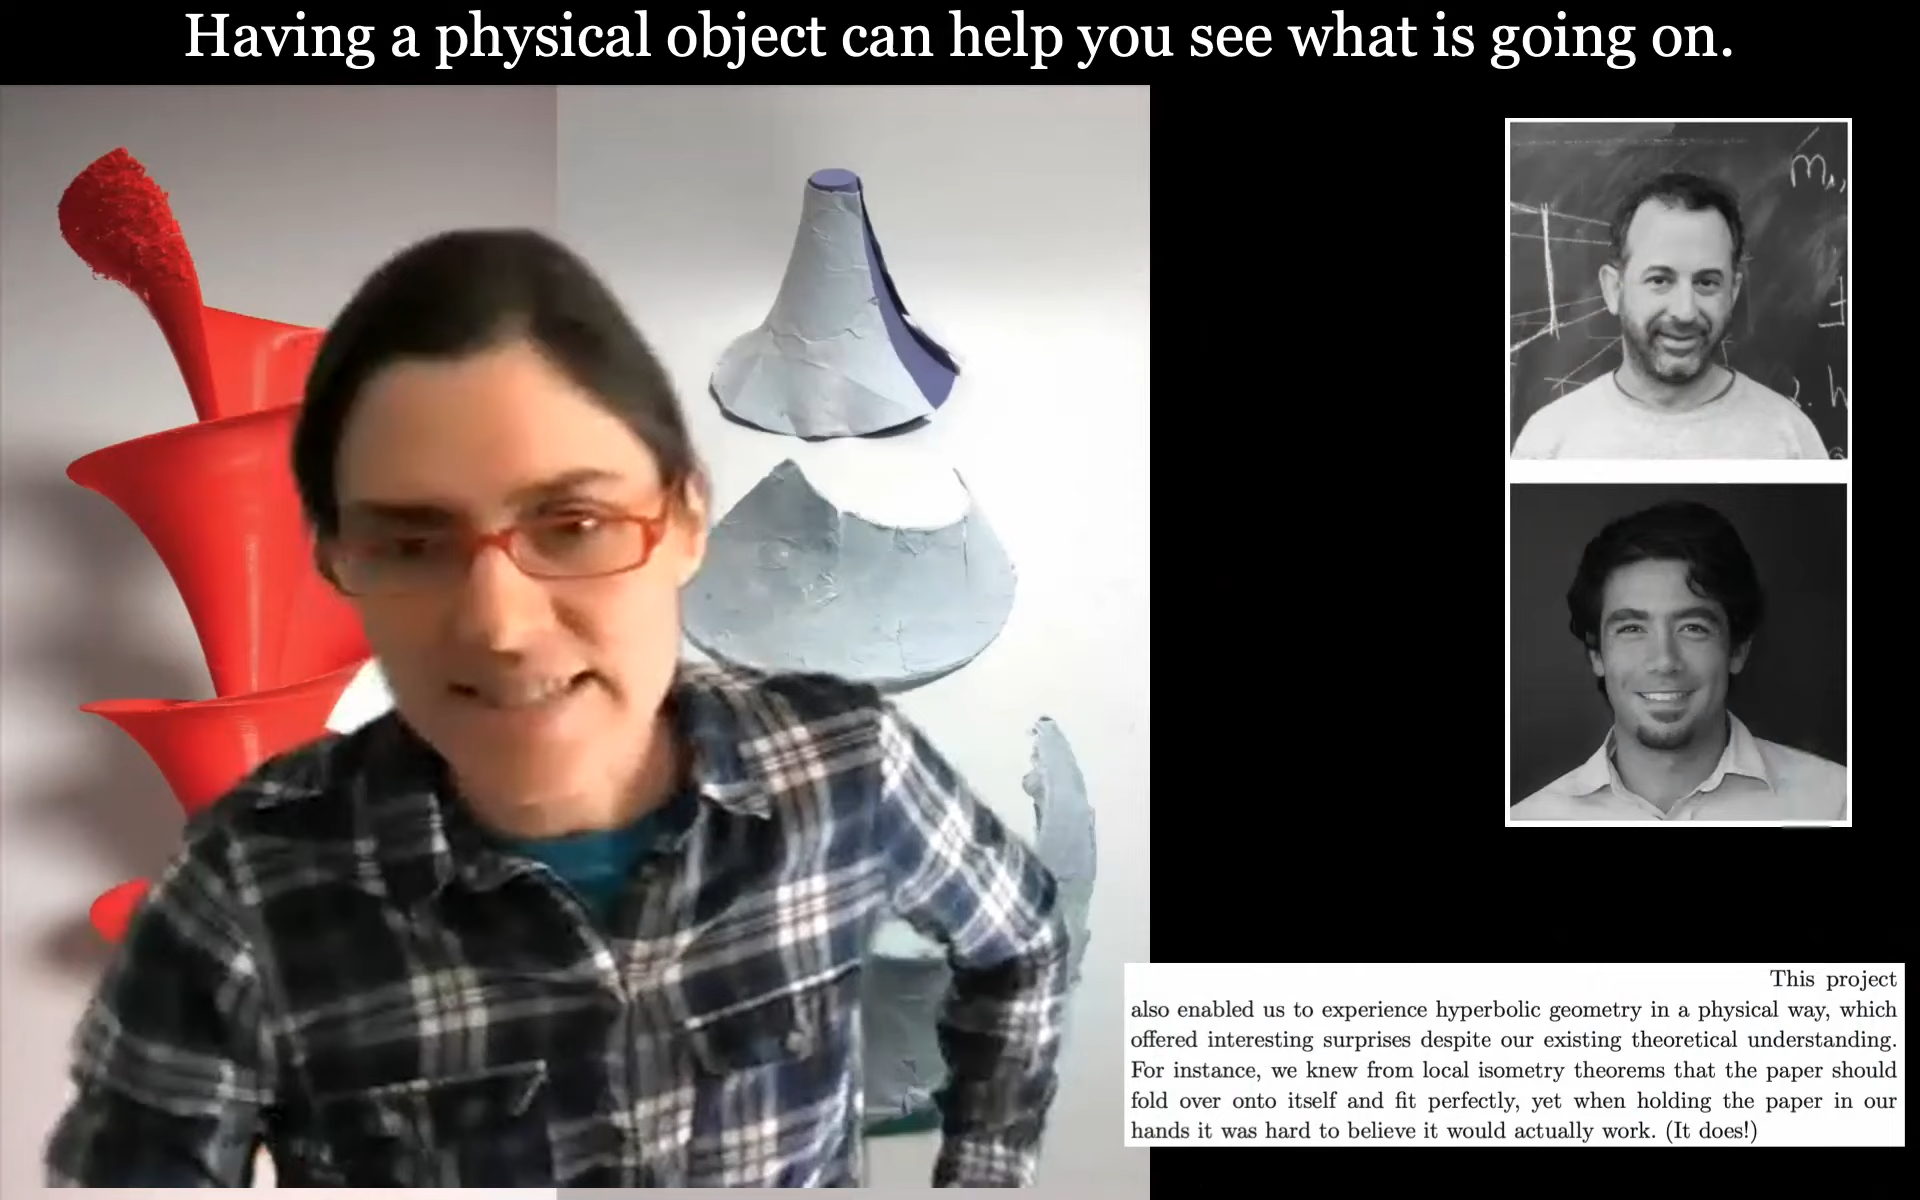 Having a physical object can help you see what is going on.
This project
also enabled us to experience hyperbolic geometry in a physical way, which
offered interesting surprises despite our existing theoretical understanding.
For instance, we knew from local isometry theorems that the paper should
fold over onto itself and fit perfectly, yet when holding the paper in our
hands it was hard to believe it would actually work. (It does!)